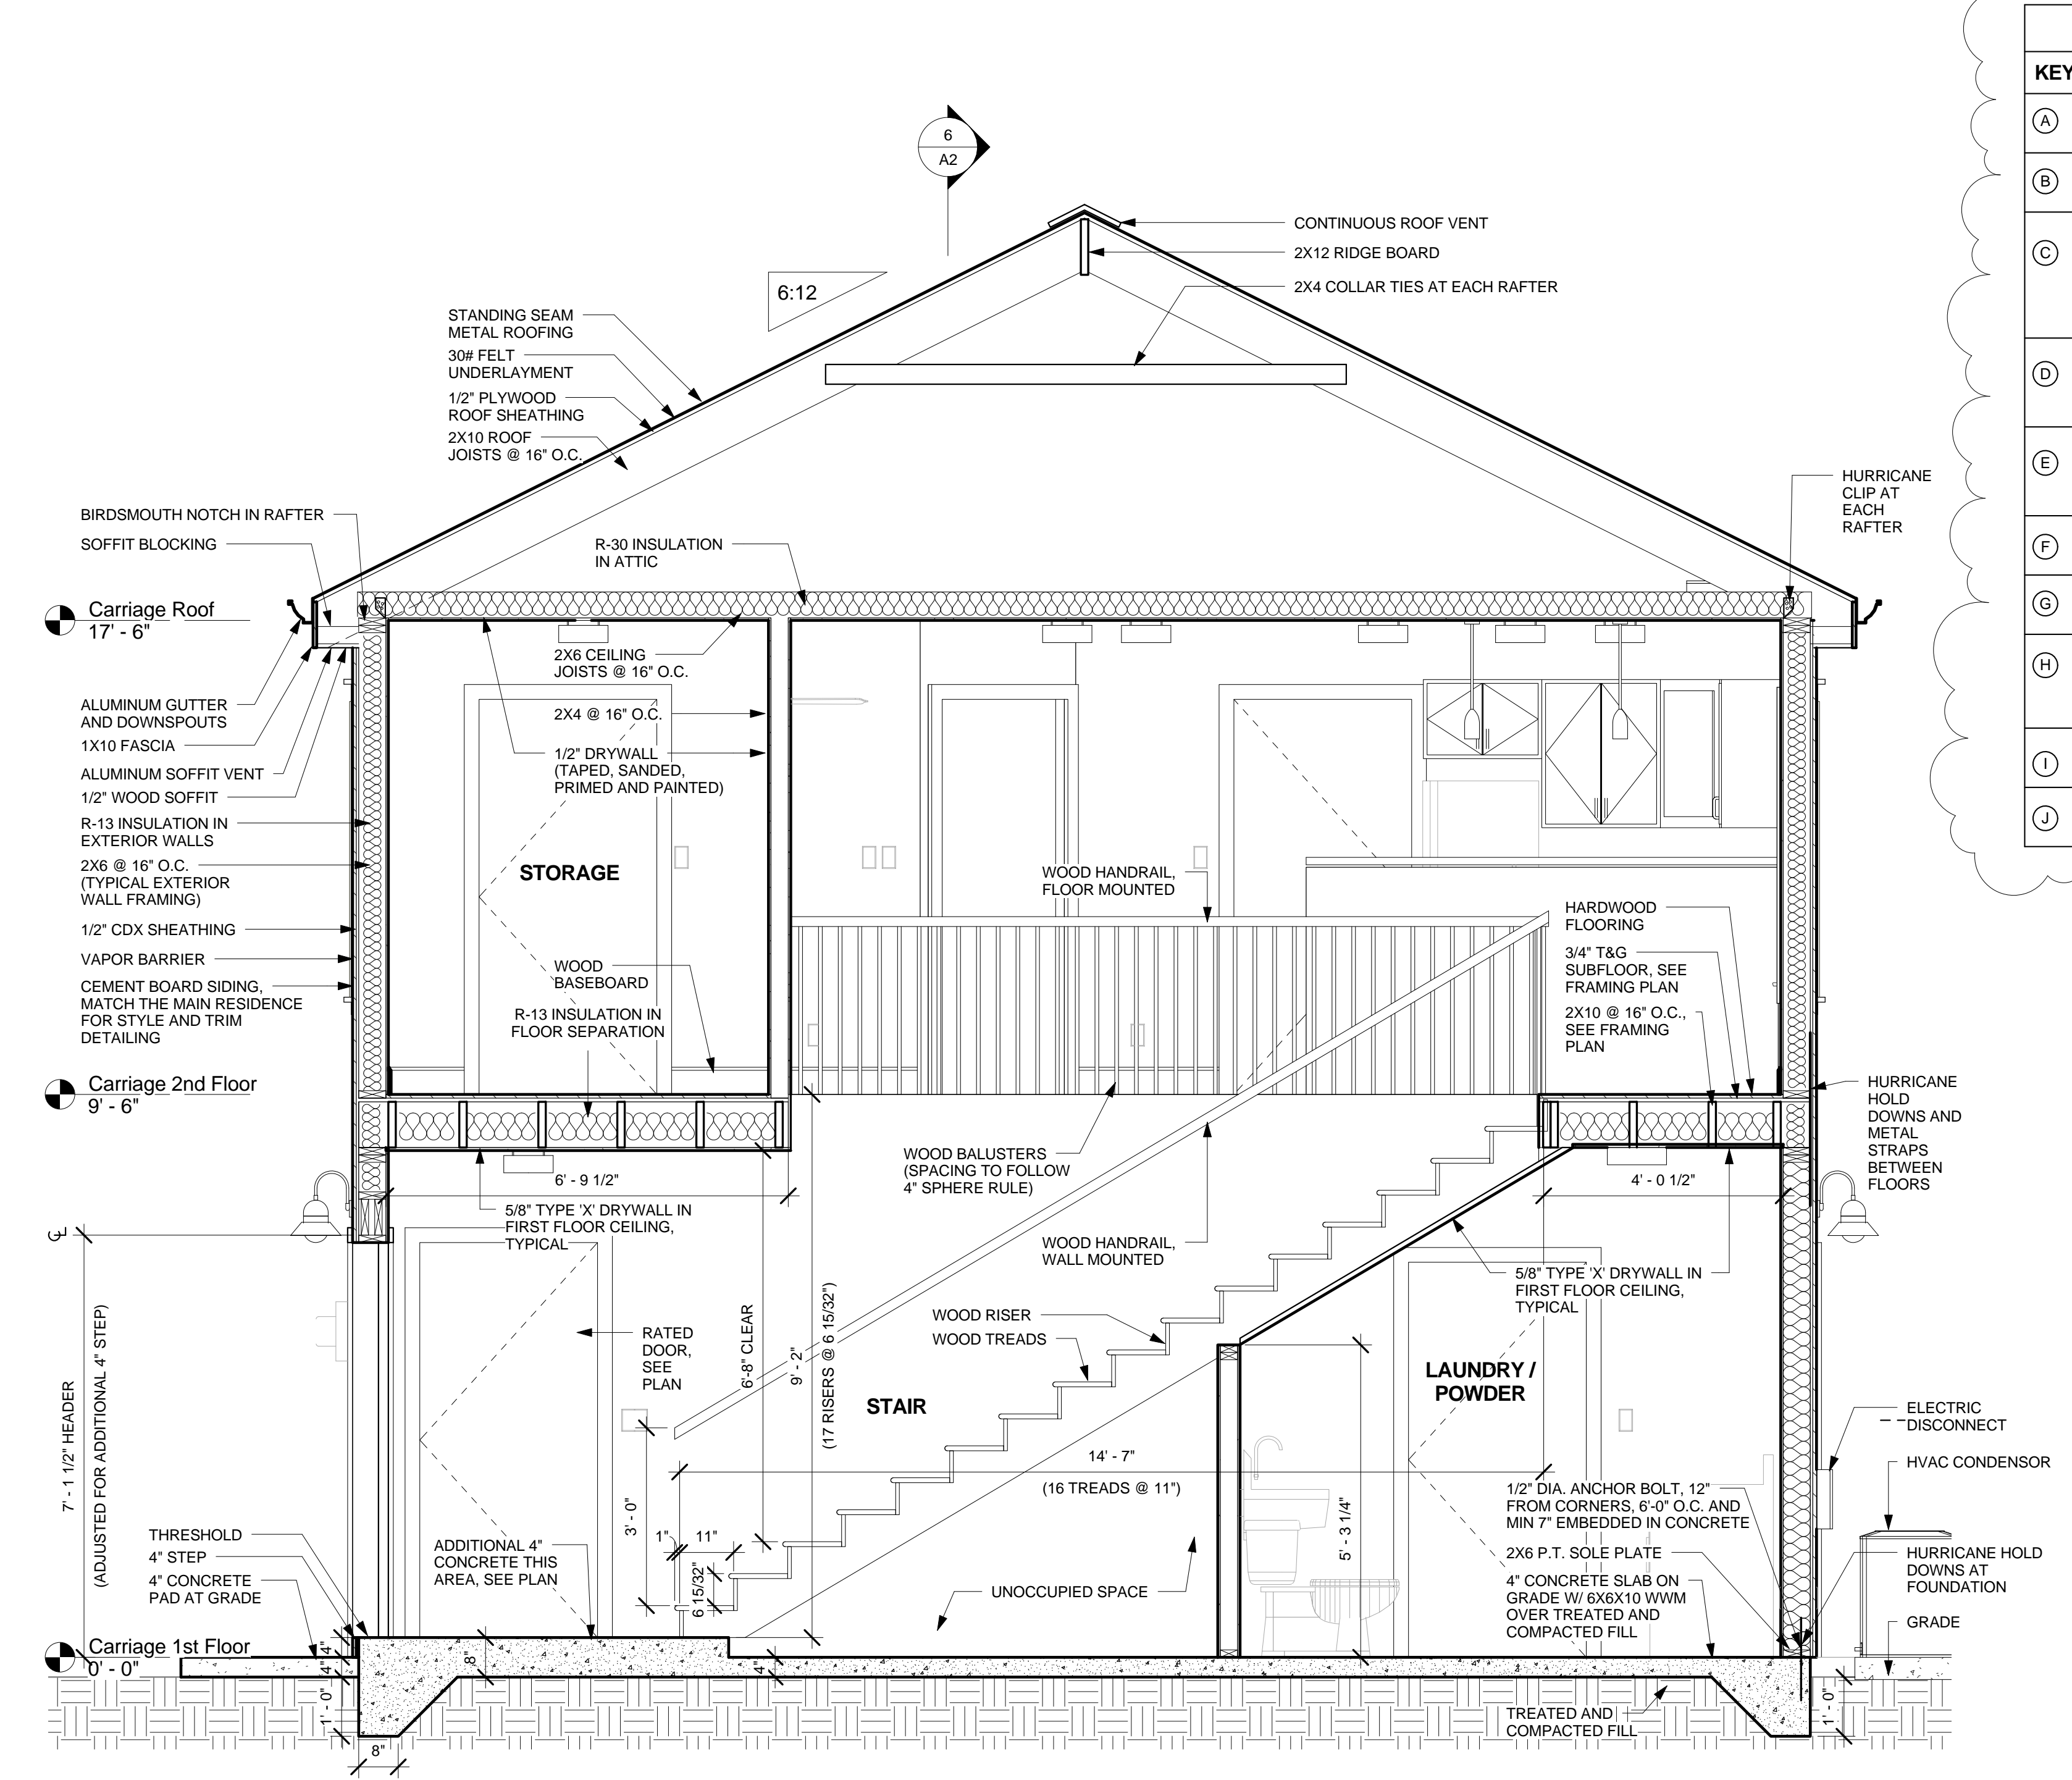 6
A2
6:12
CONTINUOUS ROOF VENT
2X12 RIDGE BOARD
2X4 COLLAR TIES AT EACH RAFTER
STANDING SEAM
METAL ROOFING
30# FELT
UNDERLAYMENT
1/2" PLYWOOD
ROOF SHEATHING
2X10 ROOF
JOISTS @ 16" O.C.
BIRDSMOUTH NOTCH IN RAFTER
SOFFIT BLOCKING
R-30 INSULATION
IN ATTIC
HURRICANE
CLIP AT
EACH
RAFTER
Carriage Roof
17' - 6"
2X6 CEILING
JOISTS @ 16" O.C.
2X4 @ 16" O.C.
1/2" DRYWALL
(TAPED, SANDED,
PRIMED AND PAINTED)
ALUMINUM GUTTER
AND DOWNSPOUTS
1X10 FASCIA
ALUMINUM SOFFIT VENT
1/2" WOOD SOFFIT
R-13 INSULATION IN
EXTERIOR WALLS
2X6 @ 16" O.C.
(TYPICAL EXTERIOR
WALL FRAMING)
1/2" CDX SHEATHING
VAPOR BARRIER
CEMENT BOARD SIDING,
MATCH THE MAIN RESIDENCE
FOR STYLE AND TRIM
DETAILING
STORAGE
WOOD
BASEBOARD
R-13 INSULATION IN
FLOOR SEPARATION
WOOD HANDRAIL,
FLOOR MOUNTED
HARDWOOD
FLOORING
3/4" T&G
SUBFLOOR, SEE
FRAMING PLAN
2X10 @ 16" O.C.,
SEE FRAMING
PLAN
Carriage 2nd Floor
9' - 6"
HURRICANE
HOLD
DOWNS AND
METAL
STRAPS
BETWEEN
FLOORS
WOOD BALUSTERS
(SPACING TO FOLLOW
4" SPHERE RULE)
6' - 9 1/2"
4' - 0 1/2"
5/8" TYPE 'X' DRYWALL IN
FIRST FLOOR CEILING,
TYPICAL
WOOD HANDRAIL,
WALL MOUNTED
5/8" TYPE 'X' DRYWALL IN
FIRST FLOOR CEILING,
TYPICAL
WOOD RISER
WOOD TREADS
RATED
DOOR,
SEE
PLAN
6'-8" CLEAR
9' - 2"
(17 RISERS @ 6 15/32")
STAIR
LAUNDRY /
POWDER
CL
7' - 1 1/2" HEADER
(ADJUSTED FOR ADDITIONAL 4" STEP)
14' - 7"
(16 TREADS @ 11")
3' - 0"
1"
11"
6 15/32"
5' - 3 1/4"
ELECTRIC
DISCONNECT
HVAC CONDENSOR
1/2" DIA. ANCHOR BOLT, 12"
FROM CORNERS, 6'-0" O.C. AND
MIN 7" EMBEDDED IN CONCRETE
2X6 P.T. SOLE PLATE
4" CONCRETE SLAB ON
GRADE W/ 6X6X10 WWM
OVER TREATED AND
COMPACTED FILL
HURRICANE HOLD
DOWNS AT
FOUNDATION
GRADE
THRESHOLD
4" STEP
4" CONCRETE
PAD AT GRADE
ADDITIONAL 4"
CONCRETE THIS
AREA, SEE PLAN
UNOCCUPIED SPACE
Carriage 1st Floor
0' - 0"
4"
4"
1' - 0"
8"
8"
4"
TREATED AND
COMPACTED FILL
1' - 0"
KEY
A
B
C
D
E
F
G
H
I
J